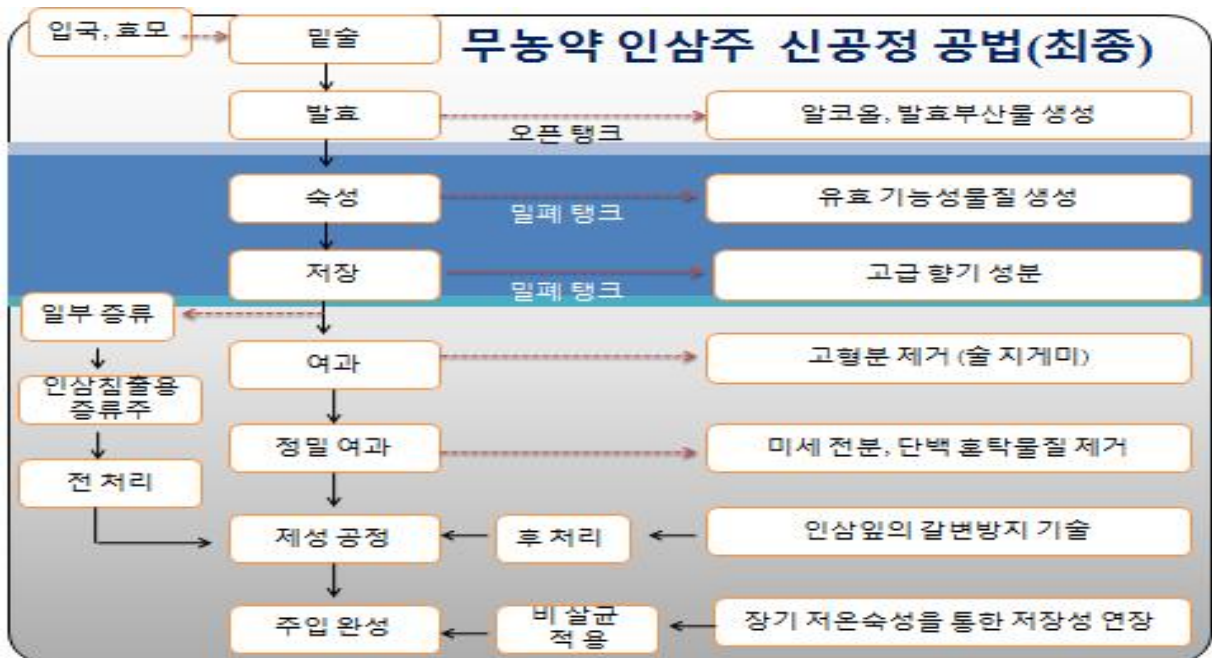 입국, 효모
밑술
무농약 인삼주 신공정 공법(최종)
발효
오픈 탱크
알코올, 발효부산물 생성
숙성
밀폐 탱크
유효 기능성물질 생성
저장
밀폐 탱크
고급 향기 성분
일부 증류
여과
고형분 제거 (술 지게미)
인삼침출용
증류주
정밀 여과
미세 전분, 단백 혼탁물질 제거
전 처리
제성 공정
후 처리
인삼잎의 갈변방지 기술
주입 완성
비 살균
적용
장기 저온숙성을 통한 저장성 연장